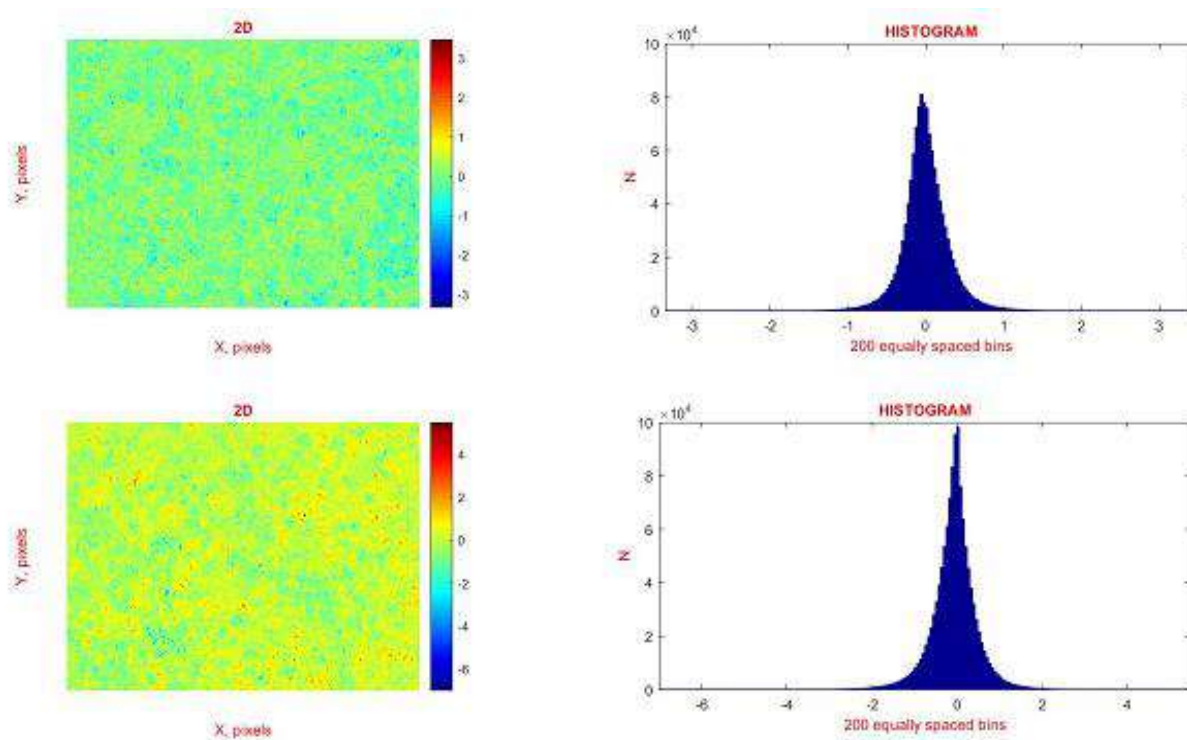 2D
Y, pixels
X, pixels
3
2
1
0
-1
-2
-3
HISTOGRAM
×10⁴
10
8
6
4
2
0
N
-3 -2 -1 0 1 2 3
200 equally spaced bins
2D
Y, pixels
X, pixels
4
2
0
-2
-4
-6
HISTOGRAM
×10⁴
10
8
6
4
2
0
N
-6 -4 -2 0 2 4
200 equally spaced bins